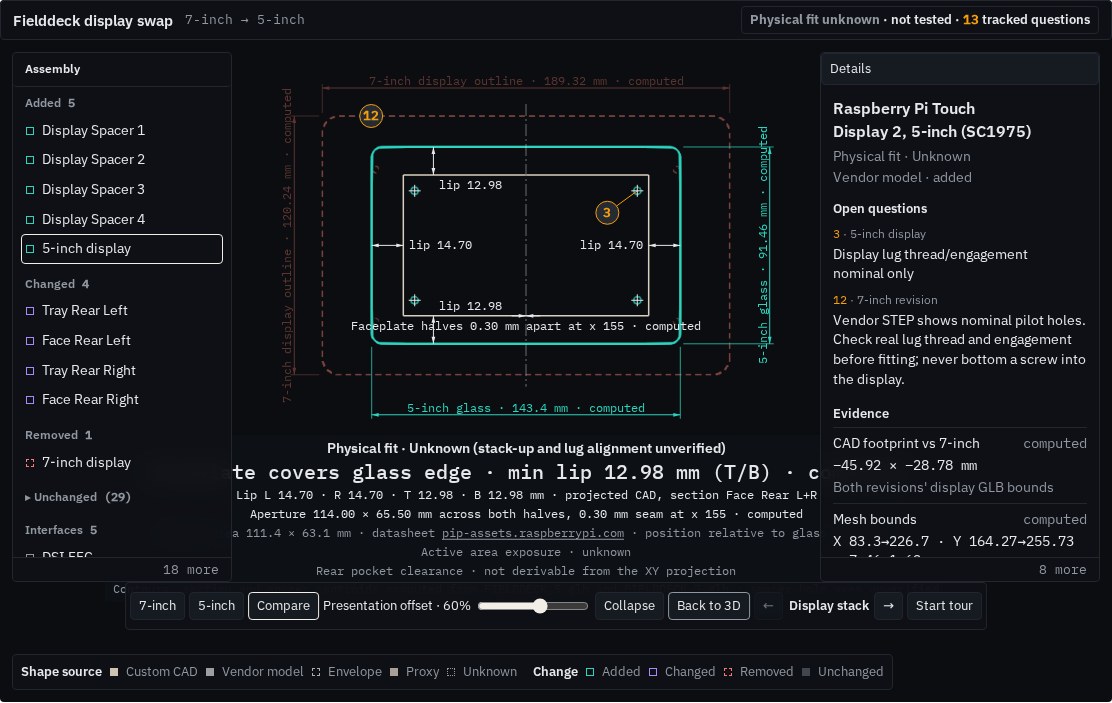 Fielddeck display swap 7-inch → 5-inch
Physical fit unknown · not tested · 13 tracked questions
Assembly
Added 5
Display Spacer 1
Display Spacer 2
Display Spacer 3
Display Spacer 4
5-inch display
Changed 4
Tray Rear Left
Face Rear Left
Tray Rear Right
Face Rear Right
Removed 1
7-inch display
▸ Unchanged (29)
Interfaces 5
DSI FFC
18 more
7-inch display outline · 189.32 mm · computed
7-inch display outline · 120.24 mm · computed
12
lip 12.98
3
lip 14.70
lip 14.70
lip 12.98
Faceplate halves 0.30 mm apart at x 155 · computed
5-inch glass · 91.46 mm · computed
5-inch glass · 143.4 mm · computed
Physical fit · Unknown (stack-up and lug alignment unverified)
te covers glass edge · min lip 12.98 mm (T/B) · c
Lip L 14.70 · R 14.70 · T 12.98 · B 12.98 mm · projected CAD, section Face Rear L+R
Aperture 114.00 × 65.50 mm across both halves, 0.30 mm seam at x 155 · computed
a 111.4 × 63.1 mm · datasheet pip-assets.raspberrypi.com · position relative to glas
Active area exposure · unknown
Rear pocket clearance · not derivable from the XY projection
Details
Raspberry Pi Touch
Display 2, 5-inch (SC1975)
Physical fit · Unknown
Vendor model · added
Open questions
3 · 5-inch display
Display lug thread/engagement
nominal only
12 · 7-inch revision
Vendor STEP shows nominal pilot holes.
Check real lug thread and engagement
before fitting; never bottom a screw into
the display.
Evidence
CAD footprint vs 7-inch computed
−45.92 × −28.78 mm
Both revisions' display GLB bounds
Mesh bounds computed
X 83.3→226.7 · Y 164.27→255.73
8 more
7-inch 5-inch Compare Presentation offset · 60% Collapse Back to 3D ← Display stack → Start tour
Shape source Custom CAD Vendor model Envelope Proxy Unknown Change Added Changed Removed Unchanged